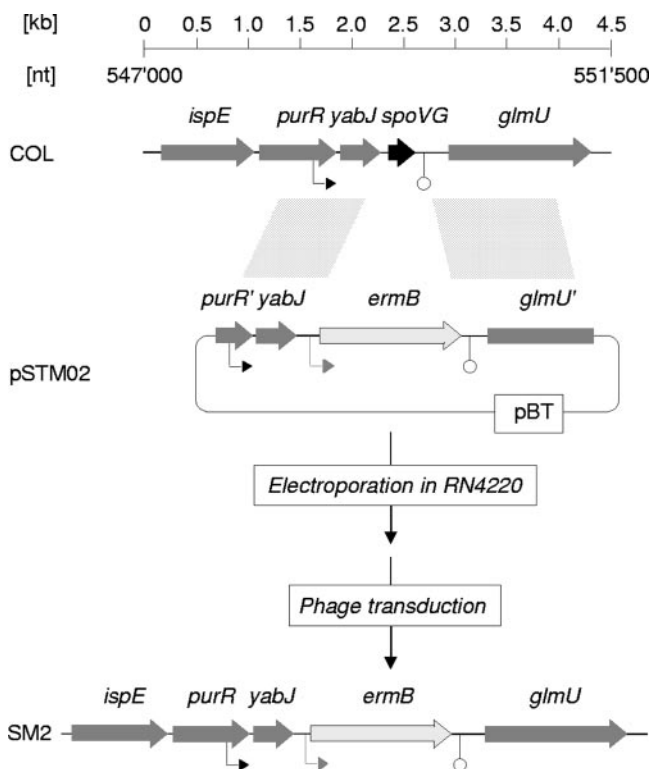 [kb] 0 0.5 1.0 1.5 2.0 2.5 3.0 3.5 4.0 4.5
[nt] 547'000 551'500
ispE purR yabJ spoVG glmU
COL
purR' yabJ ermB glmU'
pSTM02
pBT
Electroporation in RN4220
Phage transduction
ispE purR yabJ ermB glmU
SM2